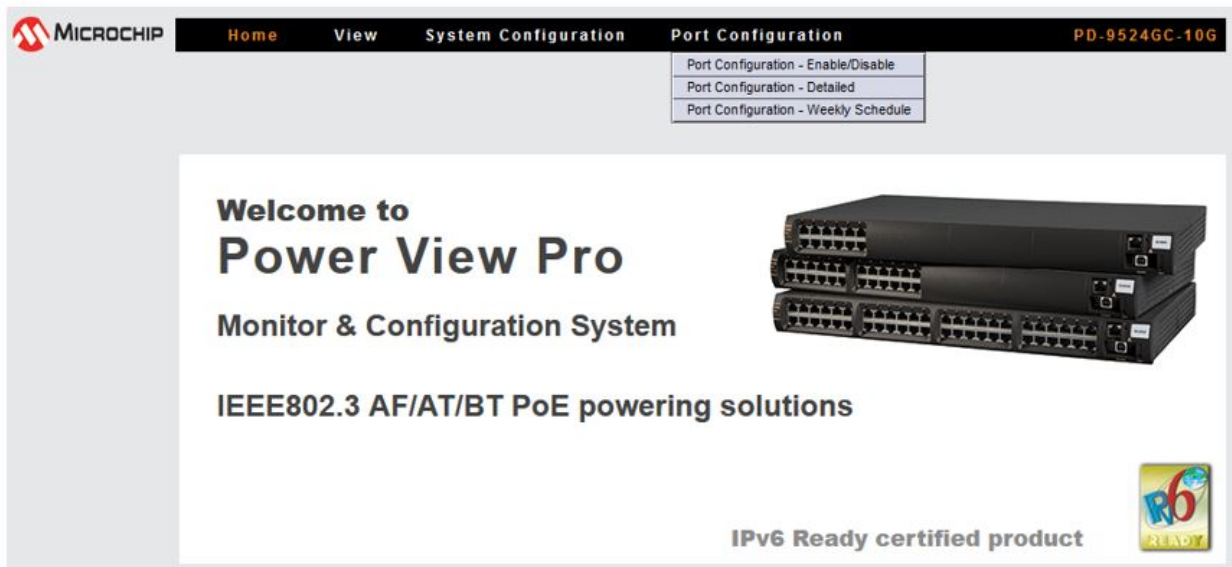 MICROCHIP
Home View System Configuration Port Configuration PD-9524GC-10G
Port Configuration - Enable/Disable
Port Configuration - Detailed
Port Configuration - Weekly Schedule
Welcome to
Power View Pro
Monitor & Configuration System
IEEE802.3 AF/AT/BT PoE powering solutions
IPv6 Ready certified product
IPv6
READY